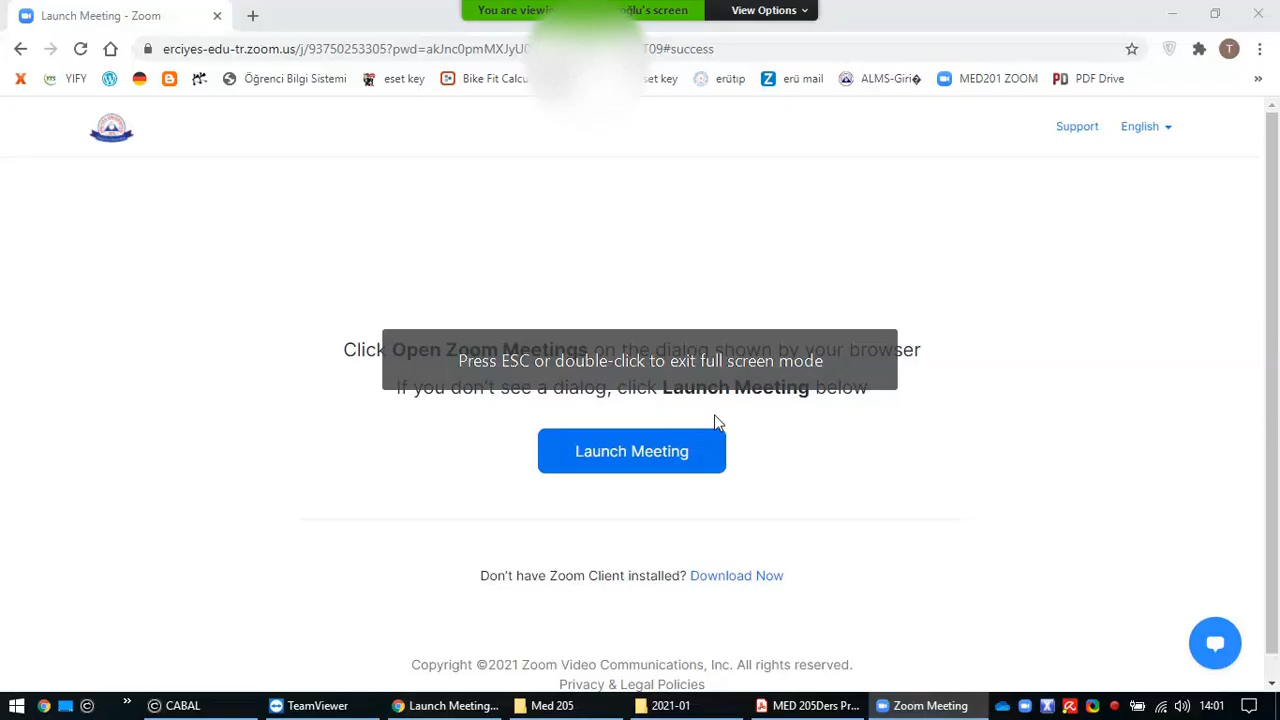 Launch Meeting - Zoom
You are viewing
oğlu's screen
View Options
erciyes-edu-tr.zoom.us/j/93750253305?pwd=akJnc0pmMXJyU
T09#success
T
YIFY
Öğrenci Bilgi Sistemi
eset key
Bike Fit Calcu
set key
erütıp
erü mail
ALMS-Giri�
MED201 ZOOM
PDF Drive
»
Support
English
Click Open Zoom Meetings on the dialog shown by your browser
Press ESC or double-click to exit full screen mode
If you don't see a dialog, click Launch Meeting below
Launch Meeting
Don't have Zoom Client installed? Download Now
Copyright ©2021 Zoom Video Communications, Inc. All rights reserved.
Privacy & Legal Policies
» CABAL TeamViewer Launch Meeting... Med 205 2021-01 MED 205Ders Pr... Zoom Meeting 14:01